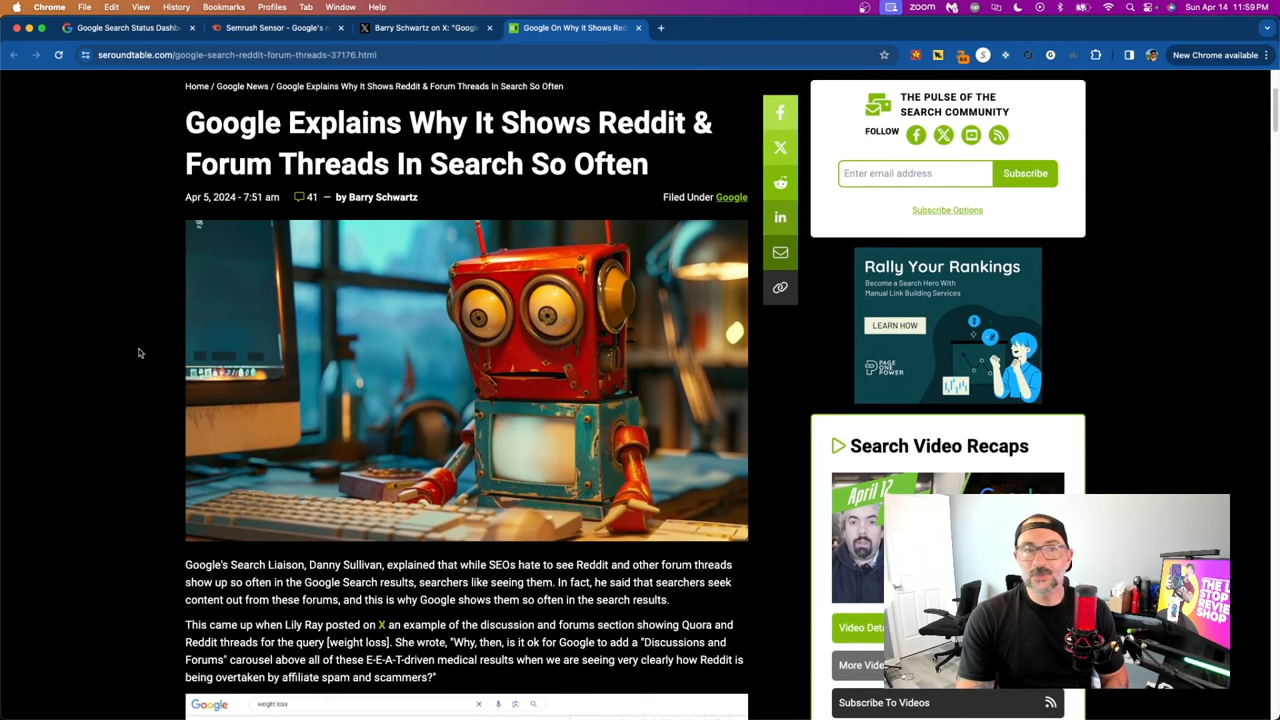 Chrome File Edit View History Bookmarks Profiles Tab Window Help
zoom
Sun Apr 14 11:59 PM
Google Search Status Dashb
Semrush Sensor - Google's ra
Barry Schwartz on X: "Googl
Google On Why It Shows Red
seroundtable.com/google-search-reddit-forum-threads-37176.html
New Chrome available
Home / Google News / Google Explains Why It Shows Reddit & Forum Threads In Search So Often
Google Explains Why It Shows Reddit &
Forum Threads In Search So Often
Apr 5, 2024 - 7:51 am
41
— by Barry Schwartz
Filed Under Google
Google's Search Liaison, Danny Sullivan, explained that while SEOs hate to see Reddit and other forum threads
show up so often in the Google Search results, searchers like seeing them. In fact, he said that searchers seek
content out from these forums, and this is why Google shows them so often in the search results.
This came up when Lily Ray posted on X an example of the discussion and forums section showing Quora and
Reddit threads for the query [weight loss]. She wrote, "Why, then, is it ok for Google to add a "Discussions and
Forums" carousel above all of these E-E-A-T-driven medical results when we are seeing very clearly how Reddit is
being overtaken by affiliate spam and scammers?"
Google
weight loss
THE PULSE OF THE
SEARCH COMMUNITY
FOLLOW
Enter email address
Subscribe
Subscribe Options
Rally Your Rankings
Become a Search Hero With
Manual Link Building Services
LEARN HOW
PAGE
ONE
POWER
Search Video Recaps
April 12
Video Deta
More Vide
Subscribe To Videos